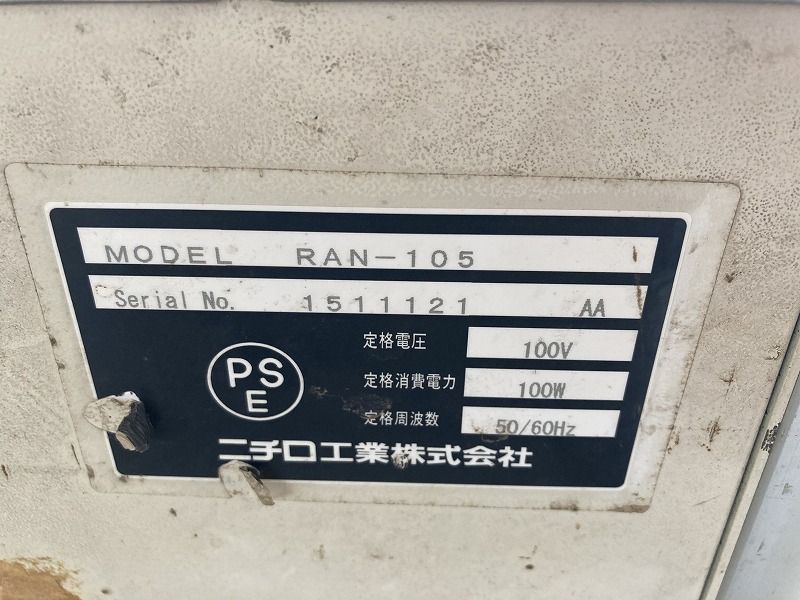 MODEL RAN-105
Serial No. 1511121 AA
定格電圧 100V
定格消費電力 100W
定格周波数 50/60Hz
PS
E
ニチロ工業株式会社